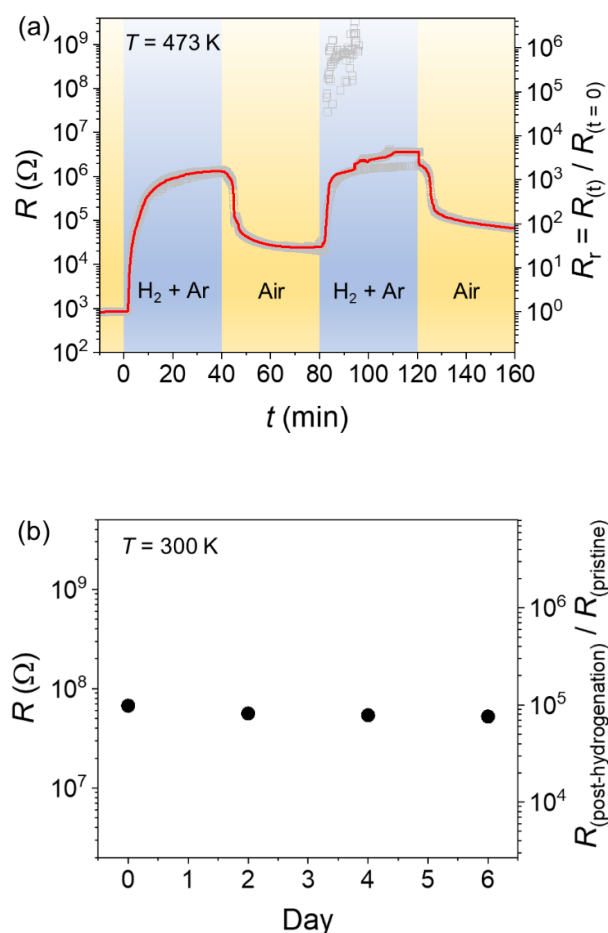 (a)
T = 473 K
10⁹
10⁸
10⁷
10⁶
10⁵
10⁴
10³
10²
R (Ω)
10⁶
10⁵
10⁴
10³
10²
10¹
10⁰
Rᵣ = R₍ₜ₎ / R₍ₜ ₌ ₀₎
H₂ + Ar
Air
H₂ + Ar
Air
0 20 40 60 80 100 120 140 160
t (min)
(b)
T = 300 K
10⁹
10⁸
10⁷
R (Ω)
10⁶
10⁵
10⁴
R(post-hydrogenation) / R(pristine)
0 1 2 3 4 5 6
Day